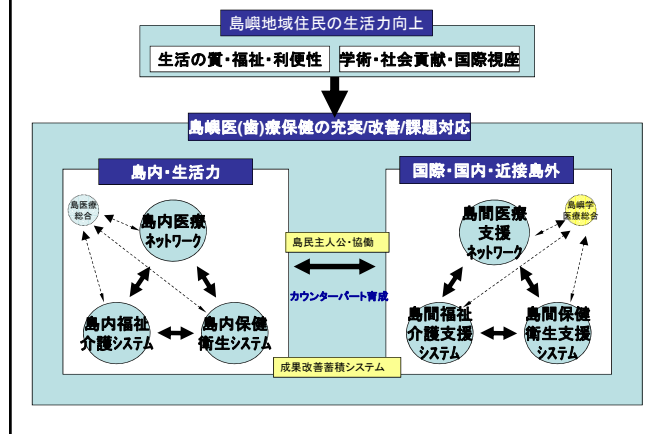 島嶼地域住民の生活力向上
生活の質・福祉・利便性
学術・社会貢献・国際視座
島嶼医(歯)療保健の充実/改善/課題対応
島内・生活力
国際・国内・近接島外
島医療
総合
島内医療
ネットワーク
島内福祉
介護システム
島内保健
衛生システム
島民主人公・協働
カウンターパート育成
成果改善蓄積システム
島間医療
支援
ネットワーク
島嶼学
医療総合
島間福祉
介護支援
システム
島間保健
衛生支援
システム